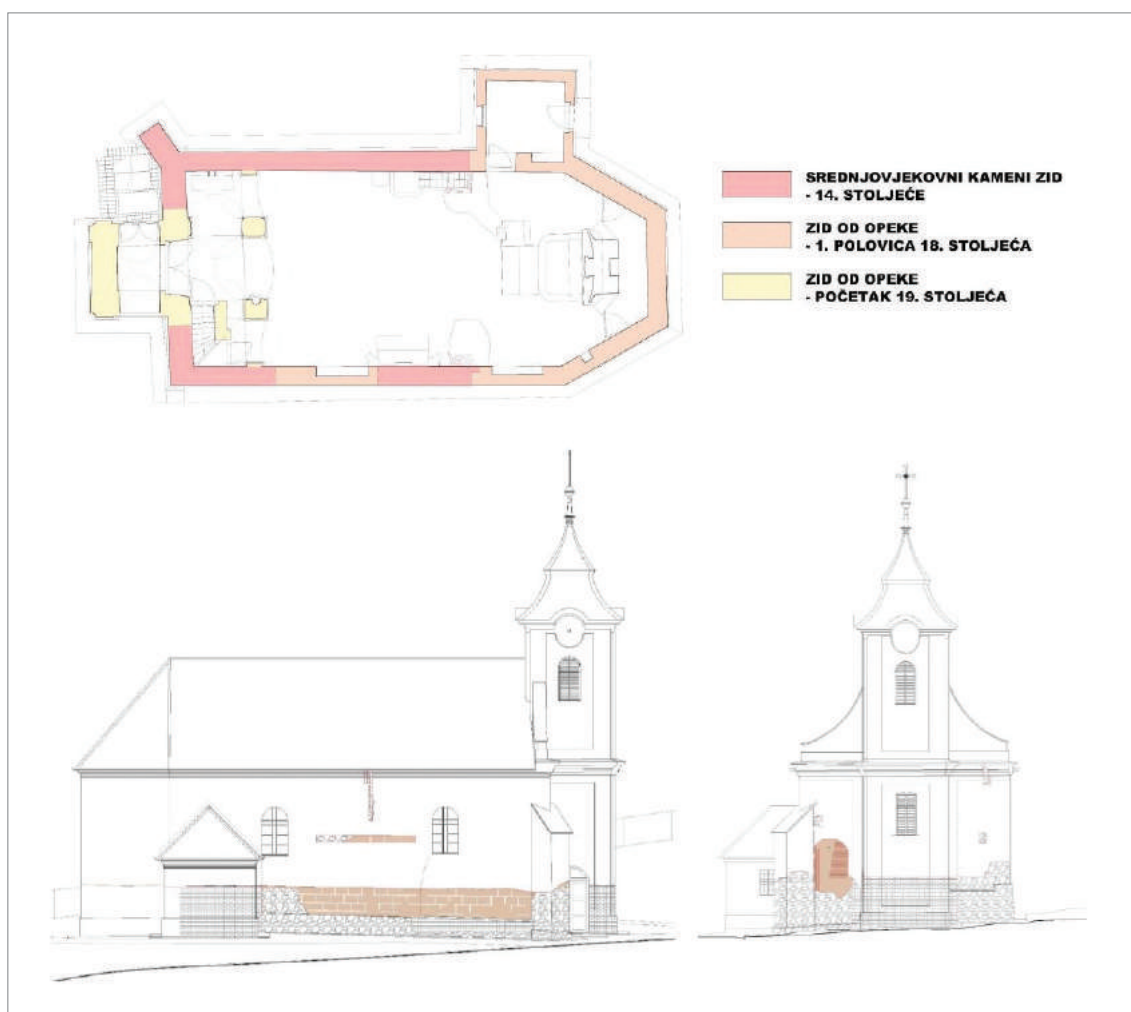 SREDNJOVJEKOVNI KAMENI ZID
- 14. STOLJEĆE
ZID OD OPEKE
- 1. POLOVICA 18. STOLJEĆA
ZID OD OPEKE
- POČETAK 19. STOLJEĆA